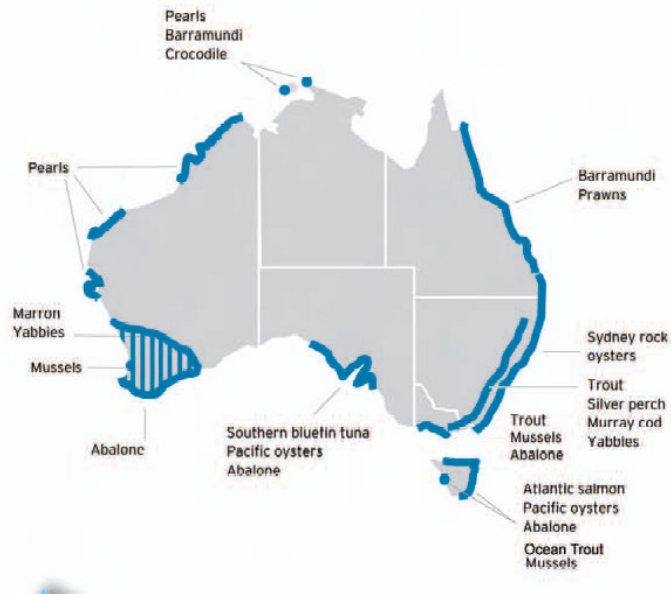 Pearls
Barramundi
Crocodile
Pearls
Barramundi
Prawns
Marron
Yabbies
Mussels
Abalone
Southern bluefin tuna
Pacific oysters
Abalone
Sydney rock
oysters
Trout
Silver perch
Murray cod
Yabbies
Trout
Mussels
Abalone
Atlantic salmon
Pacific oysters
Abalone
Ocean Trout
Mussels